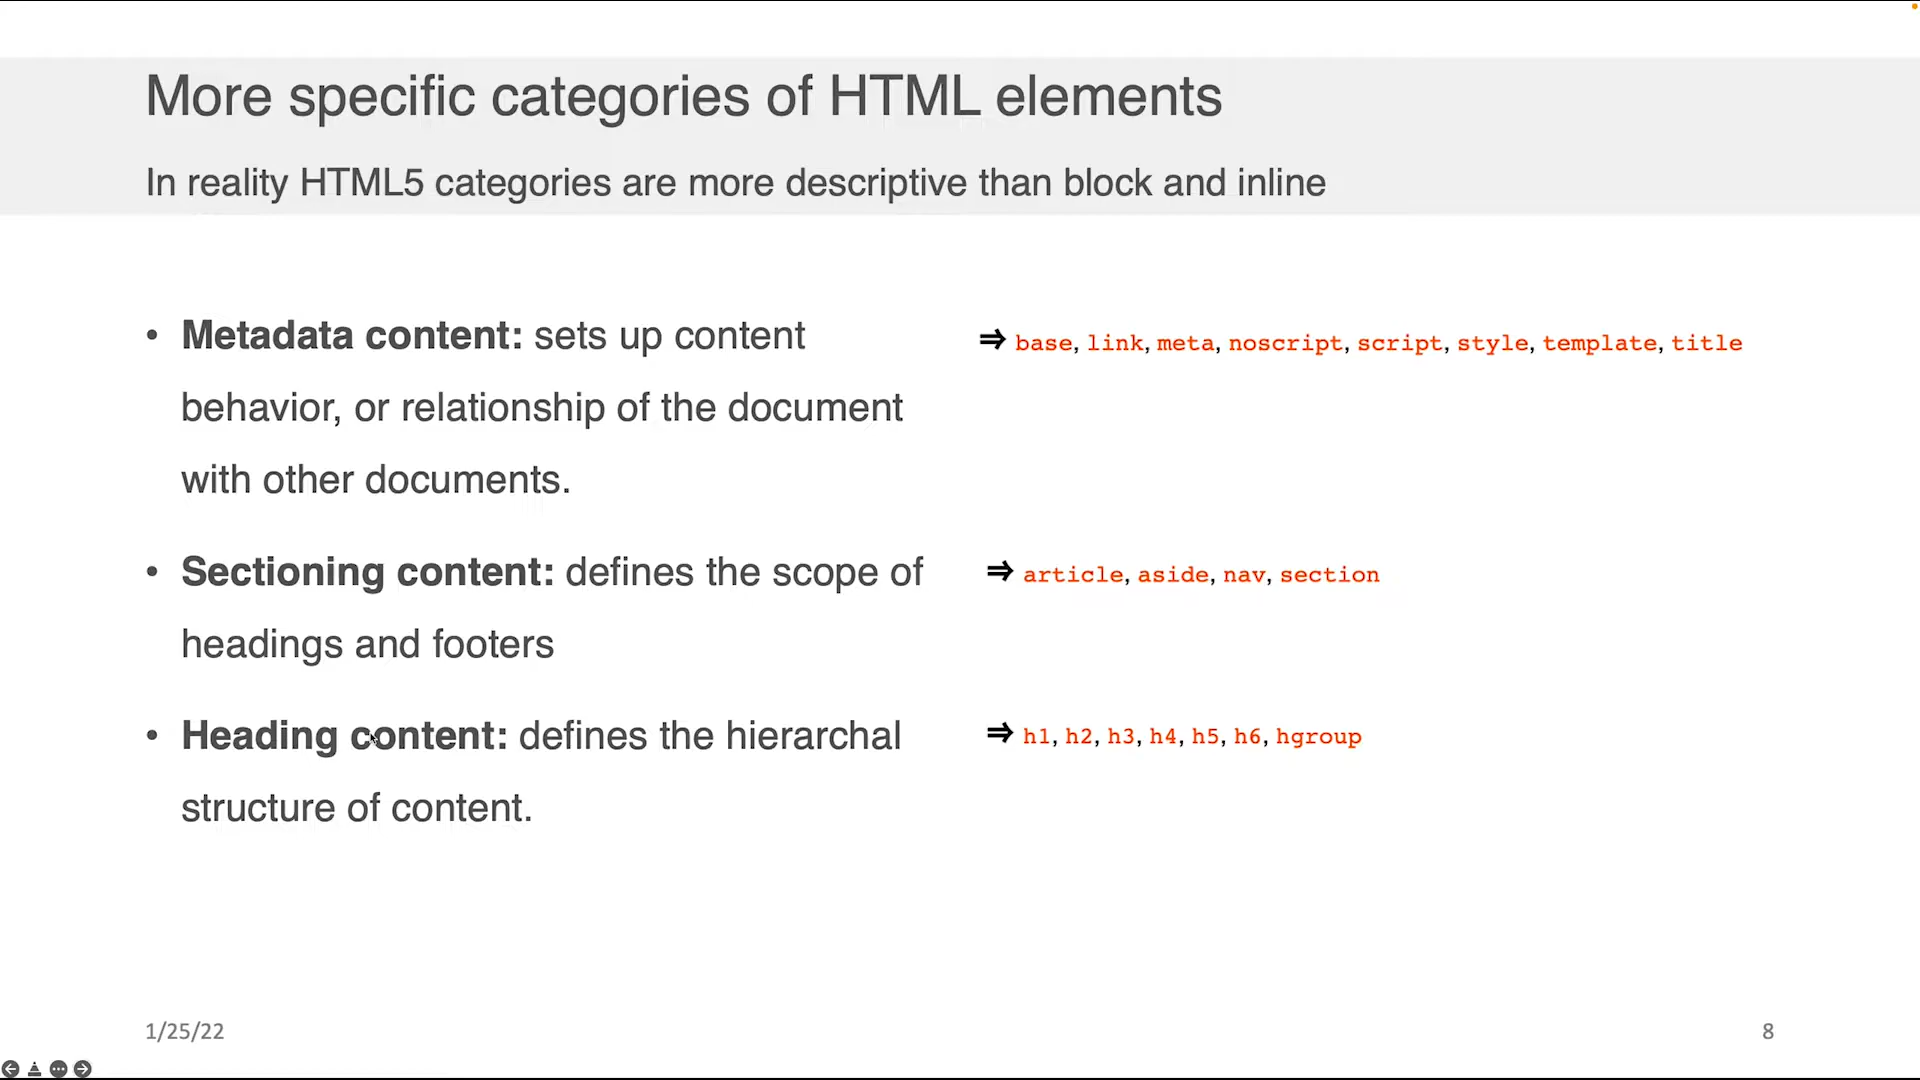 More specific categories of HTML elements
In reality HTML5 categories are more descriptive than block and inline
• Metadata content: sets up content
behavior, or relationship of the document
with other documents.
⇒ base, link, meta, noscript, script, style, template, title
• Sectioning content: defines the scope of
headings and footers
⇒ article, aside, nav, section
• Heading content: defines the hierarchal
structure of content.
⇒ h1, h2, h3, h4, h5, h6, hgroup
1/25/22
8